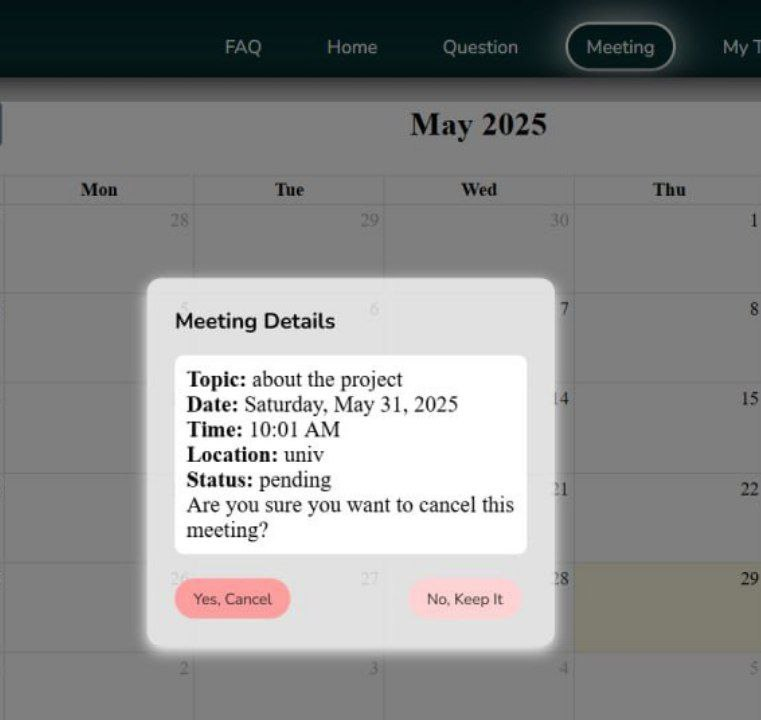 FAQ Home Question Meeting My T
May 2025
Mon Tue Wed Thu
28 29 30 1
6 7 8
Meeting Details
Topic: about the project
Date: Saturday, May 31, 2025
14 15
Time: 10:01 AM
Location: univ
Status: pending
21 22
Are you sure you want to cancel this
meeting?
26 27 28 29
Yes, Cancel No, Keep It
2 3 4 5